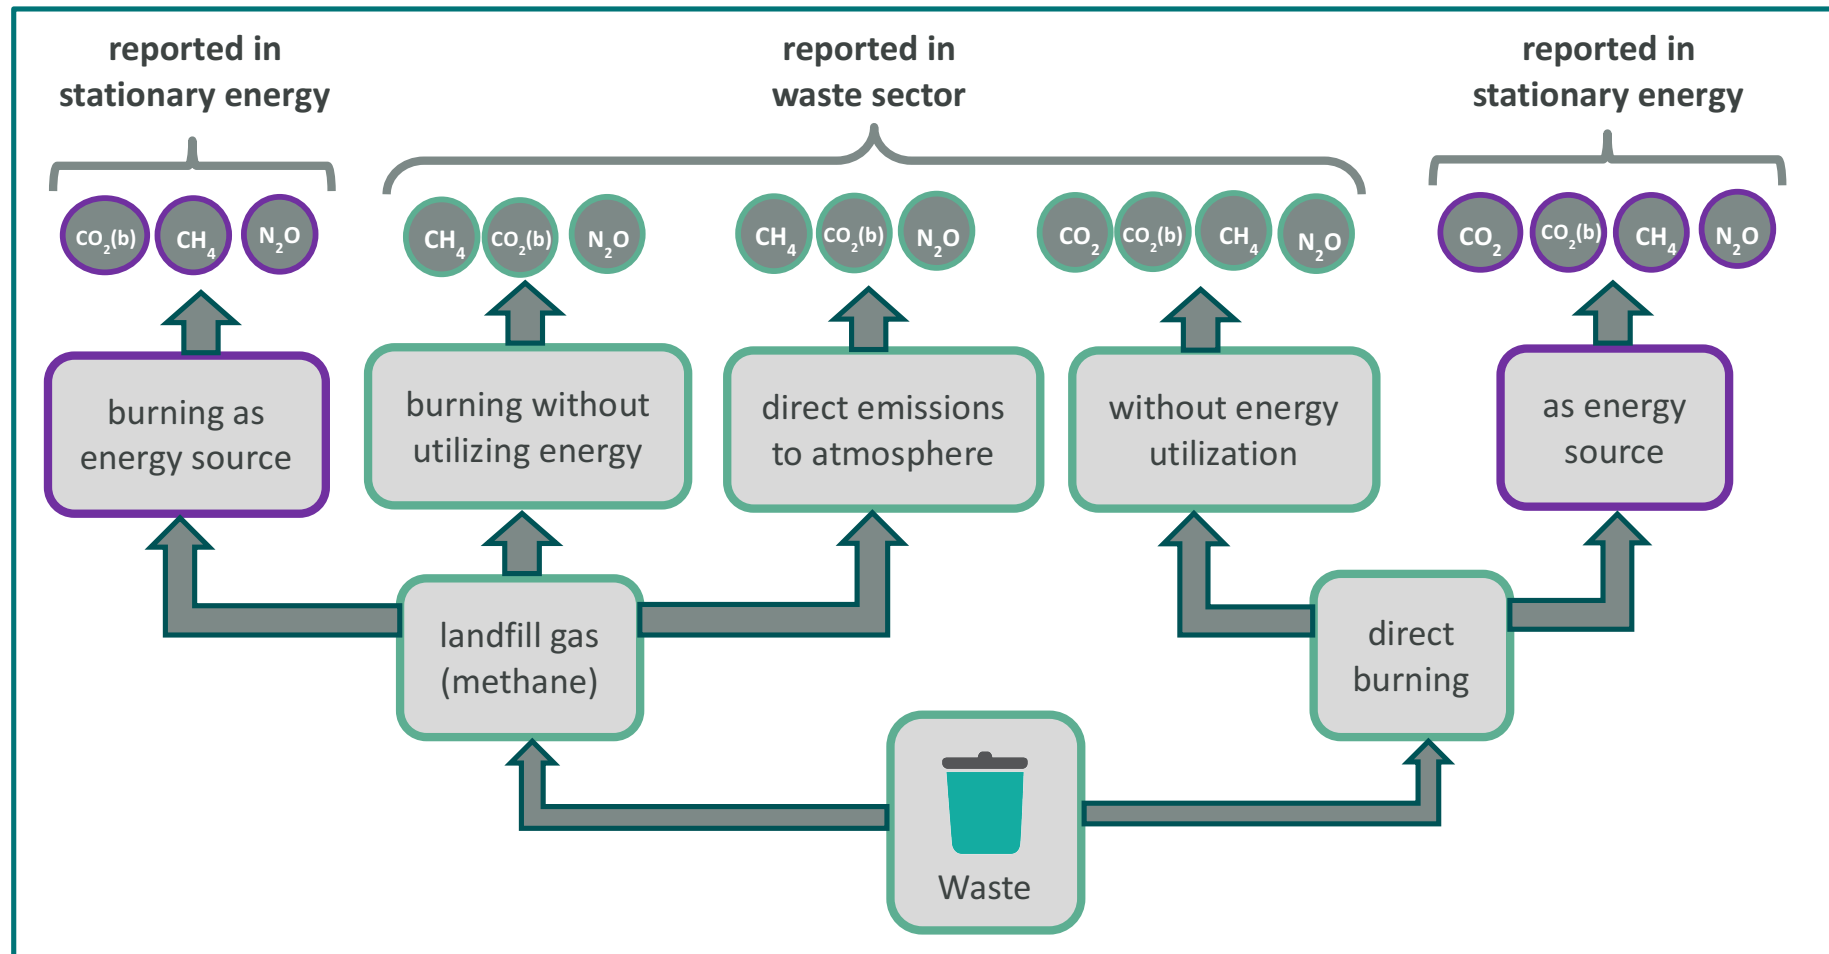 reported in
stationary energy
reported in
waste sector
reported in
stationary energy
CO₂(b) CH₄ N₂O
CH₄ CO₂(b) N₂O
CH₄ CO₂(b) N₂O
CO₂ CO₂(b) CH₄ N₂O
CO₂ CO₂(b) CH₄ N₂O
burning as
energy source
burning without
utilizing energy
direct emissions
to atmosphere
without energy
utilization
as energy
source
landfill gas
(methane)
direct
burning
Waste